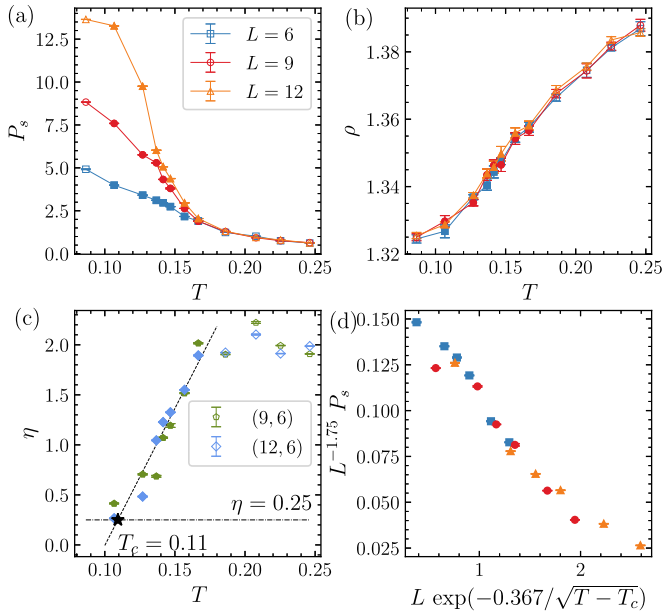 (a)
12.5
10.0
7.5
5.0
2.5
0.0
P_s
L = 6
L = 9
L = 12
0.10 0.15 0.20 0.25
T
(b)
1.38
1.36
1.34
1.32
ρ
0.10 0.15 0.20 0.25
T
(c)
2.0
1.5
1.0
0.5
0.0
η
(9, 6)
(12, 6)
η = 0.25
T_c = 0.11
0.10 0.15 0.20 0.25
T
(d)
0.150
0.125
0.100
0.075
0.050
0.025
L^{-1.75} P_s
1 2
L exp(−0.367/√(T − T_c))